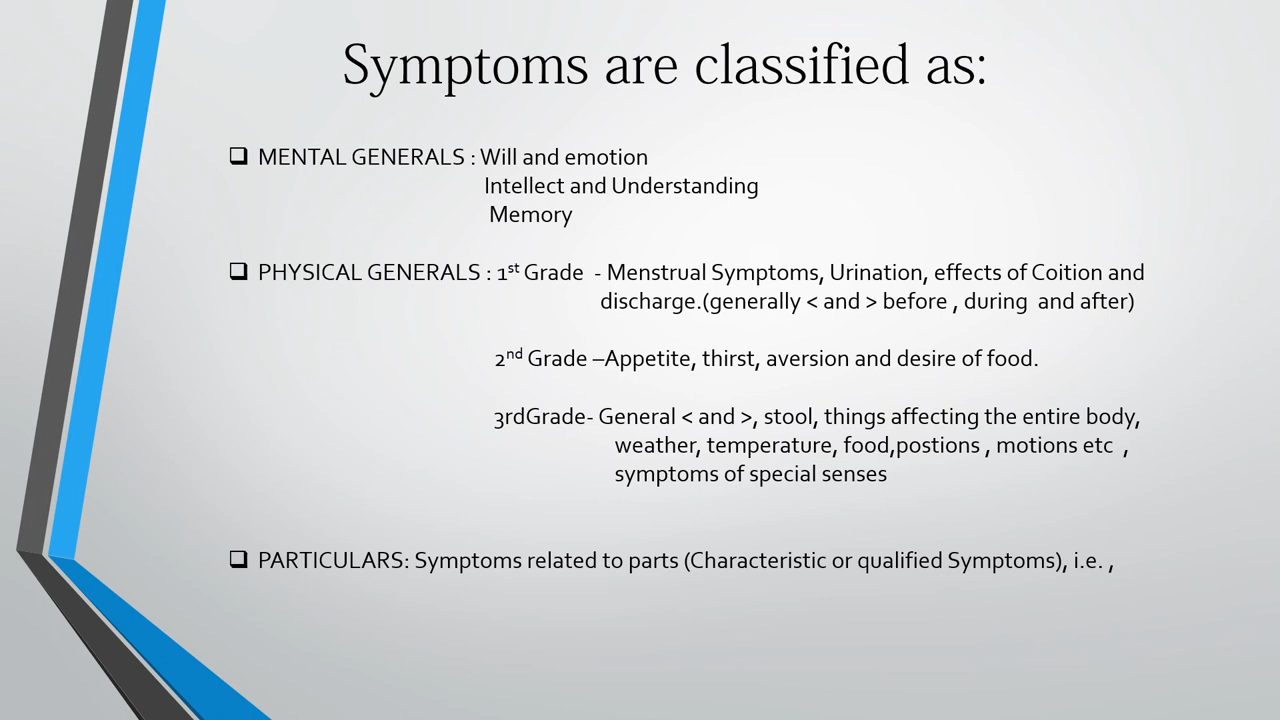 Symptoms are classified as:
❑ MENTAL GENERALS : Will and emotion
Intellect and Understanding
Memory
❑ PHYSICAL GENERALS : 1st Grade - Menstrual Symptoms, Urination, effects of Coition and
discharge.(generally < and > before , during and after)
2nd Grade –Appetite, thirst, aversion and desire of food.
3rdGrade- General < and >, stool, things affecting the entire body,
weather, temperature, food,postions , motions etc ,
symptoms of special senses
❑ PARTICULARS: Symptoms related to parts (Characteristic or qualified Symptoms), i.e. ,